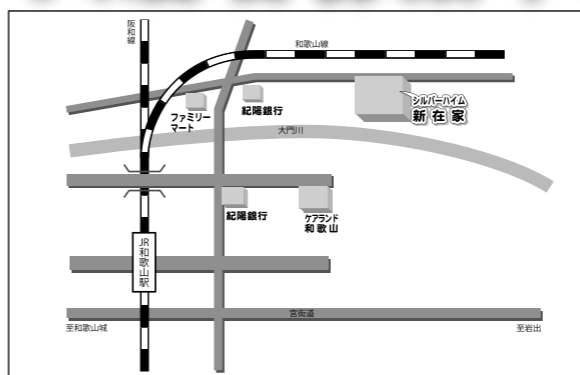 阪和線
和歌山線
ファミリー
マート
紀陽銀行
シルバーハイム
新在家
大門川
紀陽銀行
ケアランド
和歌山
JR和歌山駅
宮街道
至和歌山城
至岩出